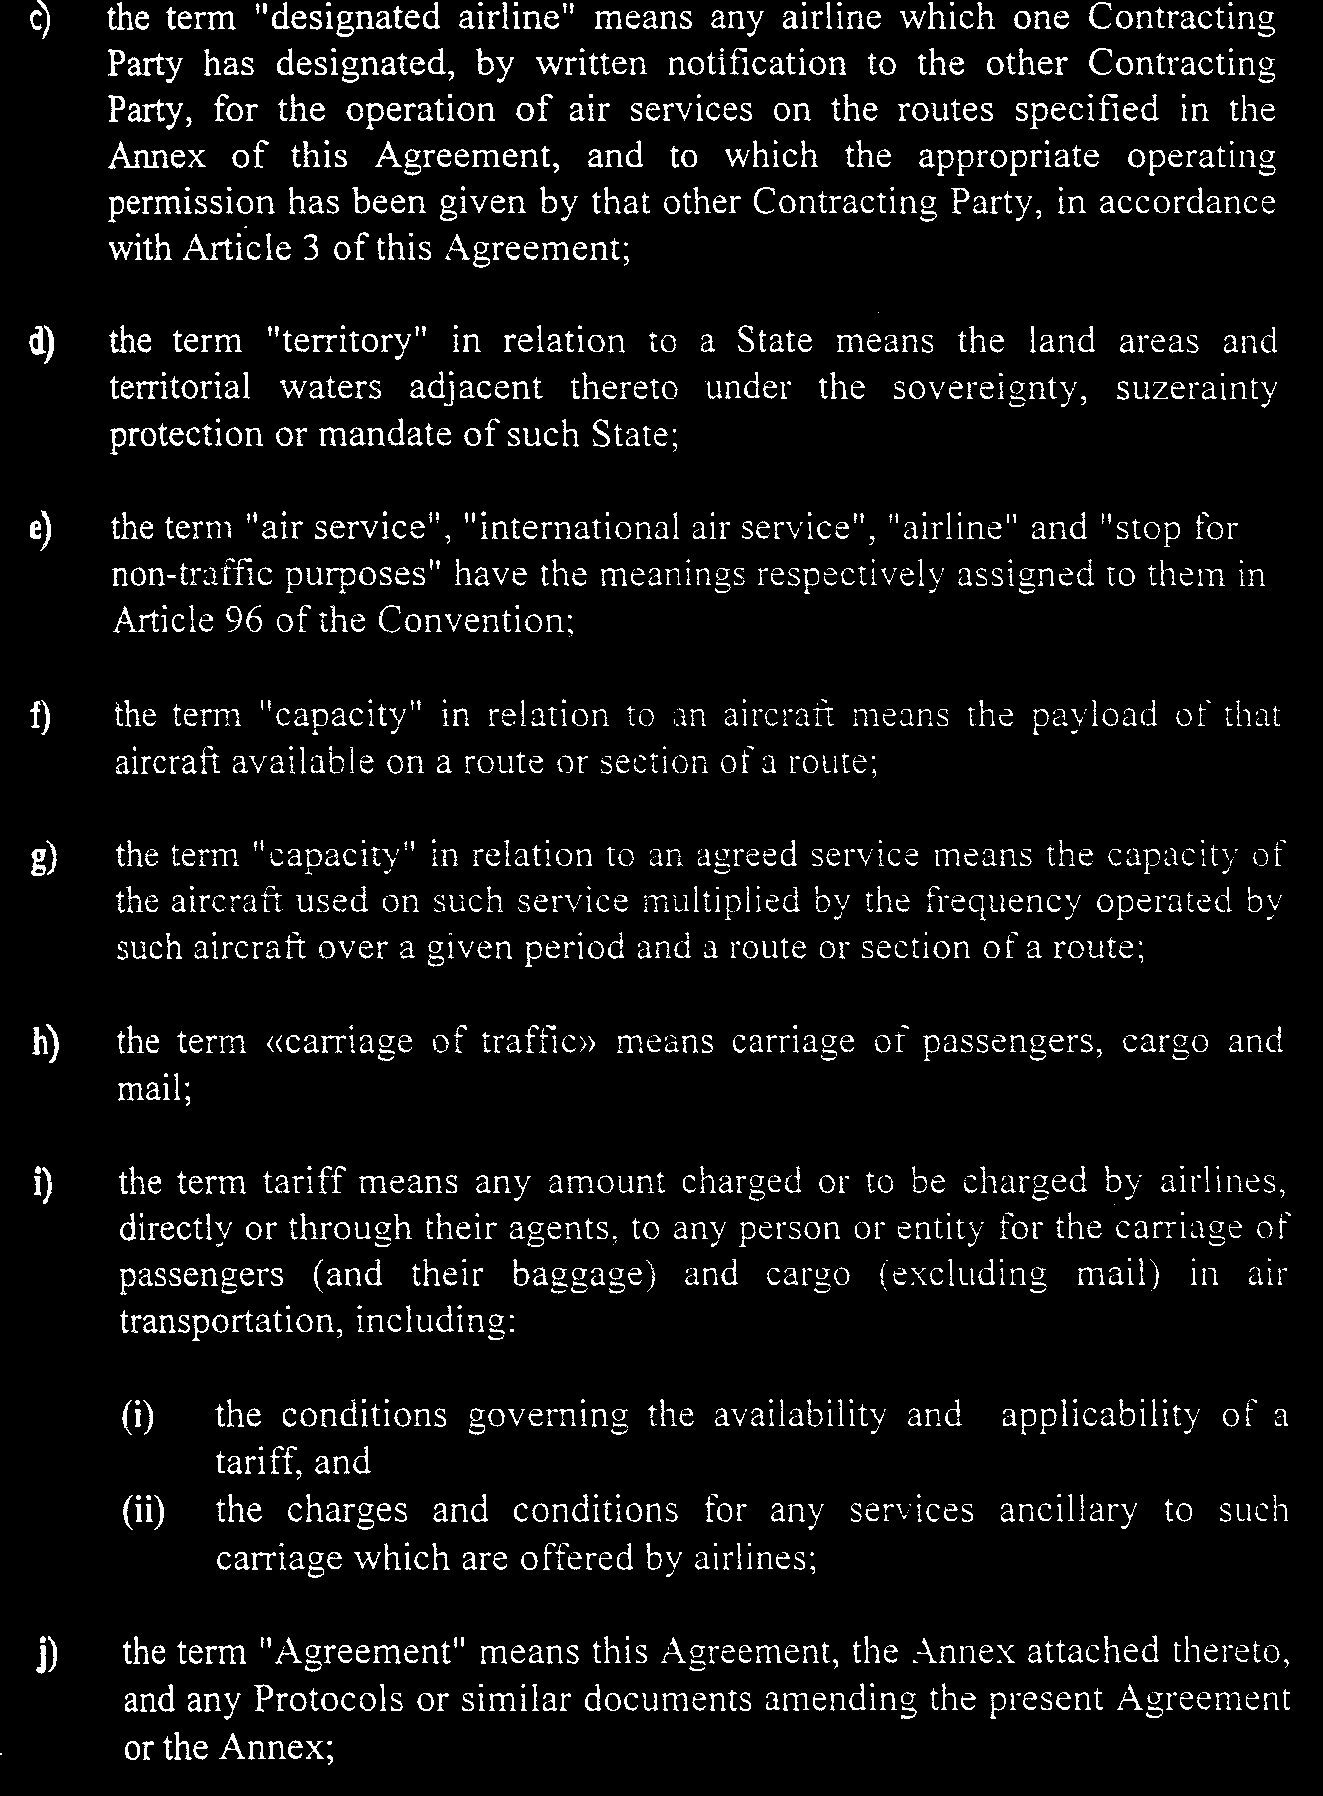 c) the term "designated airline" means any airline which one Contracting
Party has designated, by written notification to the other Contracting
Party, for the operation of air services on the routes specified in the
Annex of this Agreement, and to which the appropriate operating
permission has been given by that other Contracting Party, in accordance
with Article 3 of this Agreement;
d) the term "territory" in relation to a State means the land areas and
territorial waters adjacent thereto under the sovereignty, suzerainty
protection or mandate of such State;
e) the term "air service", "international air service", "airline" and "stop for
non-traffic purposes" have the meanings respectively assigned to them in
Article 96 of the Convention;
f) the term "capacity" in relation to an aircraft means the payload of that
aircraft available on a route or section of a route;
g) the term "capacity" in relation to an agreed service means the capacity of
the aircraft used on such service multiplied by the frequency operated by
such aircraft over a given period and a route or section of a route;
h) the term «carriage of traffic» means carriage of passengers, cargo and
mail;
i) the term tariff means any amount charged or to be charged by airlines,
directly or through their agents, to any person or entity for the carriage of
passengers (and their baggage) and cargo (excluding mail) in air
transportation, including:
(i) the conditions governing the availability and applicability of a
tariff, and
(ii) the charges and conditions for any services ancillary to such
carriage which are offered by airlines;
j) the term "Agreement" means this Agreement, the Annex attached thereto,
and any Protocols or similar documents amending the present Agreement
or the Annex;